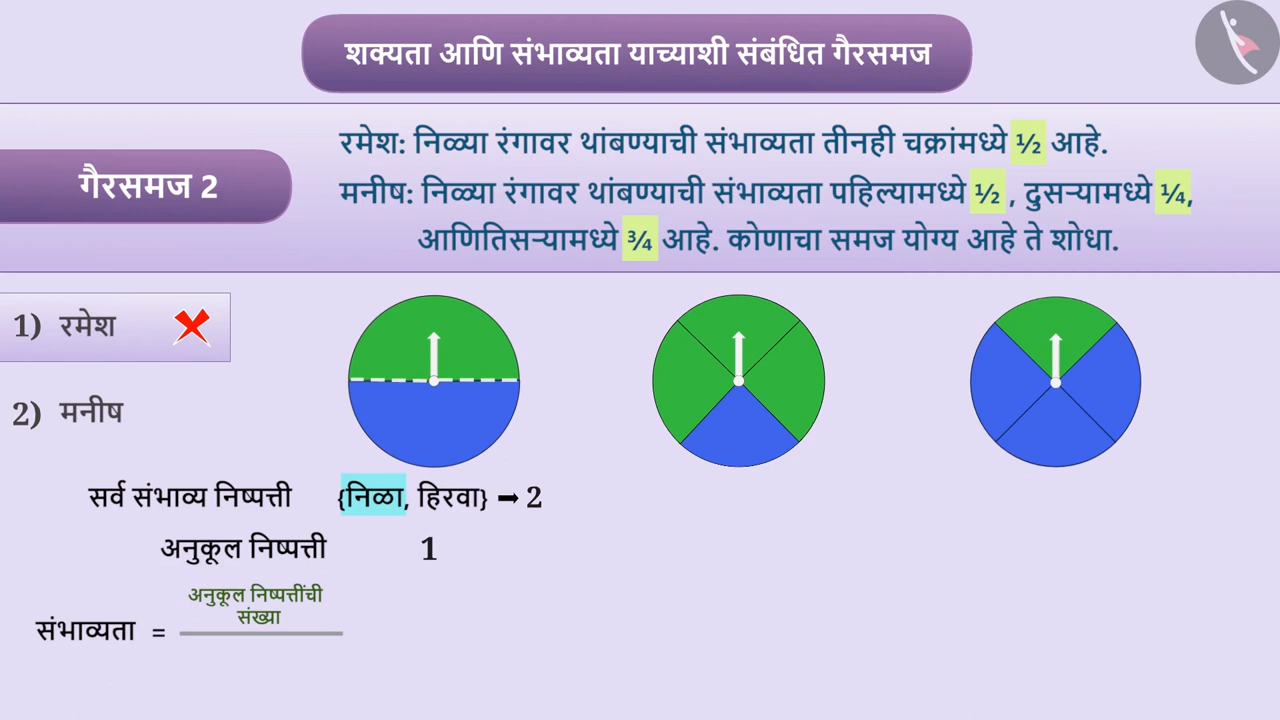 शक्यता आणि संभाव्यता याच्याशी संबंधित गैरसमज
गैरसमज 2
रमेश: निळ्या रंगावर थांबण्याची संभाव्यता तीनही चक्रांमध्ये ½ आहे.
मनीष: निळ्या रंगावर थांबण्याची संभाव्यता पहिल्यामध्ये ½ , दुसऱ्यामध्ये ¼,
आणितिसऱ्यामध्ये ¾ आहे. कोणाचा समज योग्य आहे ते शोधा.
1) रमेश
2) मनीष
सर्व संभाव्य निष्पत्ती {निळा, हिरवा} ➡ 2
अनुकूल निष्पत्ती 1
अनुकूल निष्पत्तींची
संख्या
संभाव्यता =